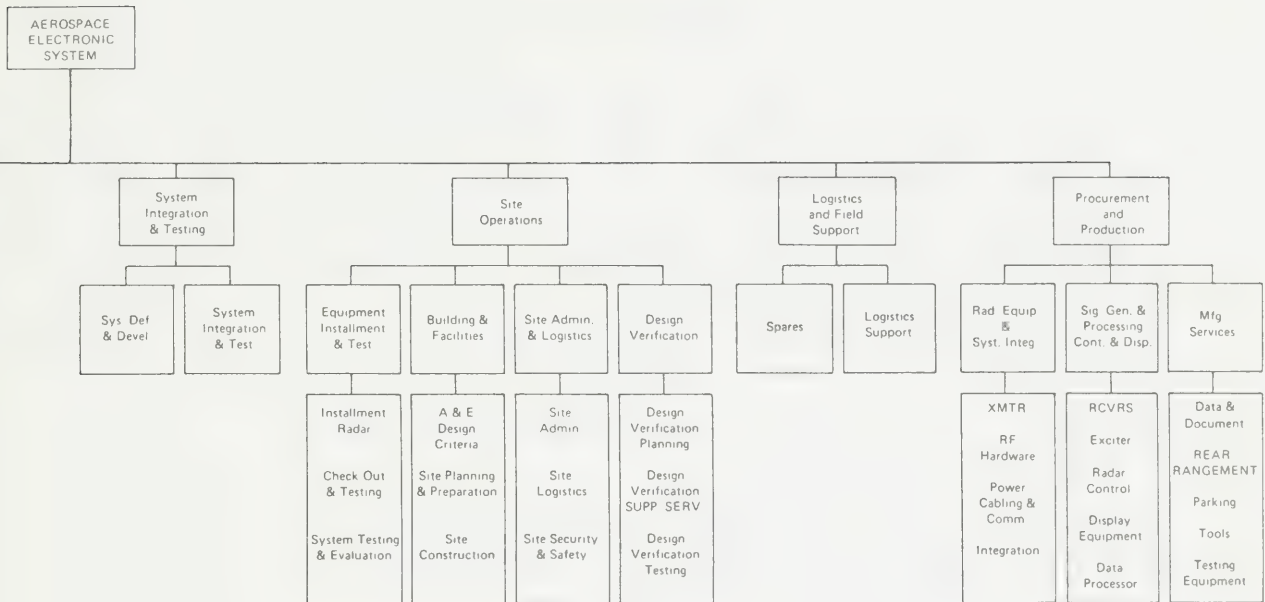 AEROSPACE
ELECTRONIC
SYSTEM
System
Integration
& Testing
Site
Operations
Logistics
and Field
Support
Procurement
and
Production
Sys Def
& Devel
System
Integration
& Test
Equipment
Installment
& Test
Building &
Facilities
Site Admin.
& Logistics
Design
Verification
Spares
Logistics
Support
Rad Equip
&
Syst. Integ
Sig Gen. &
Processing
Cont. & Disp.
Mfg
Services
Installment
Radar
Check Out
& Testing
System Testing
& Evaluation
A & E
Design
Criteria
Site Planning
& Preparation
Site
Construction
Site
Admin
Site
Logistics
Site Security
& Safety
Design
Verification
Planning
Design
Verification
SUPP SERV
Design
Verification
Testing
XMTR
RF
Hardware
Power
Cabling &
Comm
Integration
RCVRS
Exciter
Radar
Control
Display
Equipment
Data
Processor
Data &
Document
REAR
RANGEMENT
Parking
Tools
Testing
Equipment